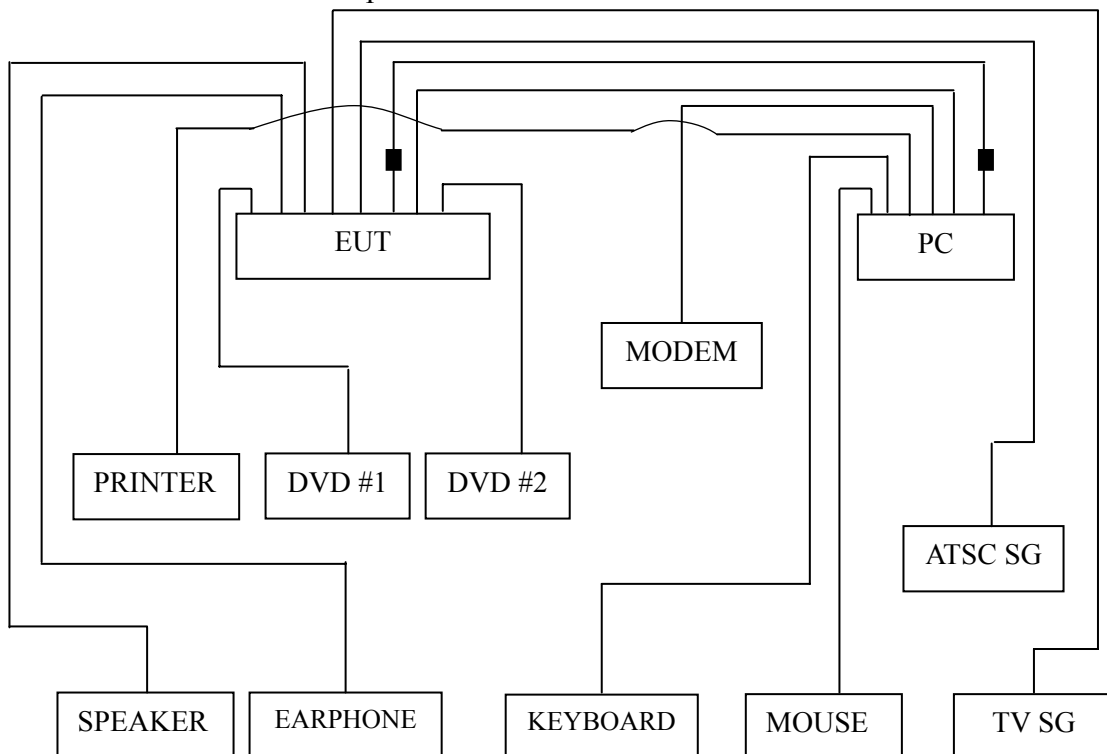 EUT
PC
MODEM
PRINTER
DVD #1
DVD #2
ATSC SG
SPEAKER
EARPHONE
KEYBOARD
MOUSE
TV SG